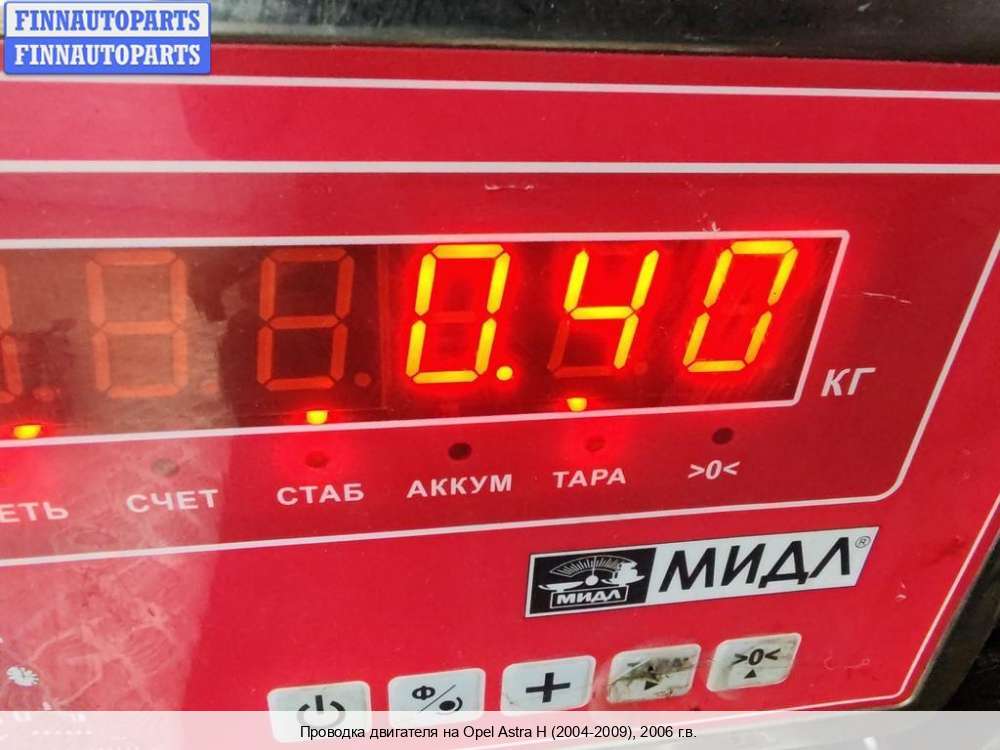 FINNAUTOPARTS
FINNAUTOPARTS
0.40
КГ
ЕТЬ СЧЕТ СТАБ АККУМ ТАРА >0<
МИДЛ
МИДЛ®
Ф + >0<
Проводка двигателя на Opel Astra H (2004-2009), 2006 г.в.